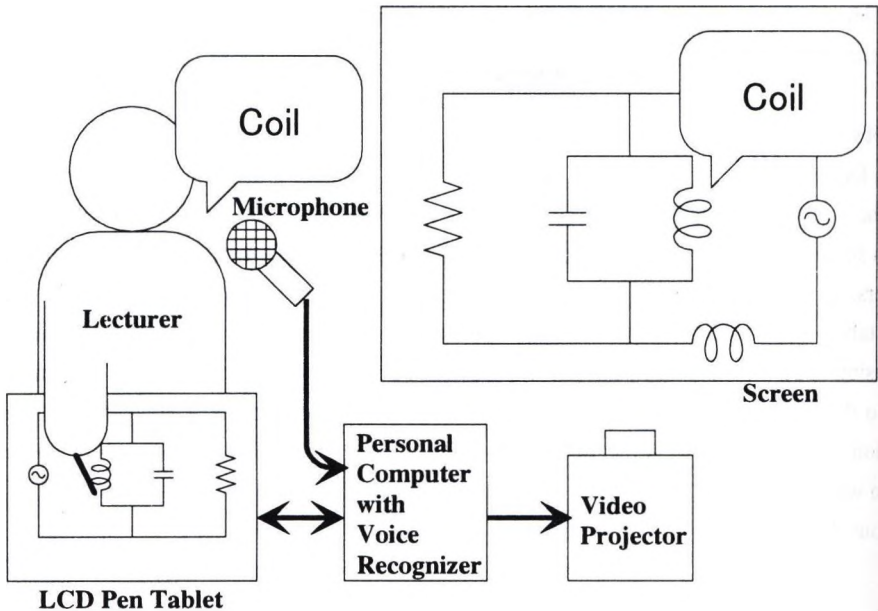 Coil
Coil
Microphone
Lecturer
Screen
Personal
Computer
with
Voice
Recognizer
Video
Projector
LCD Pen Tablet